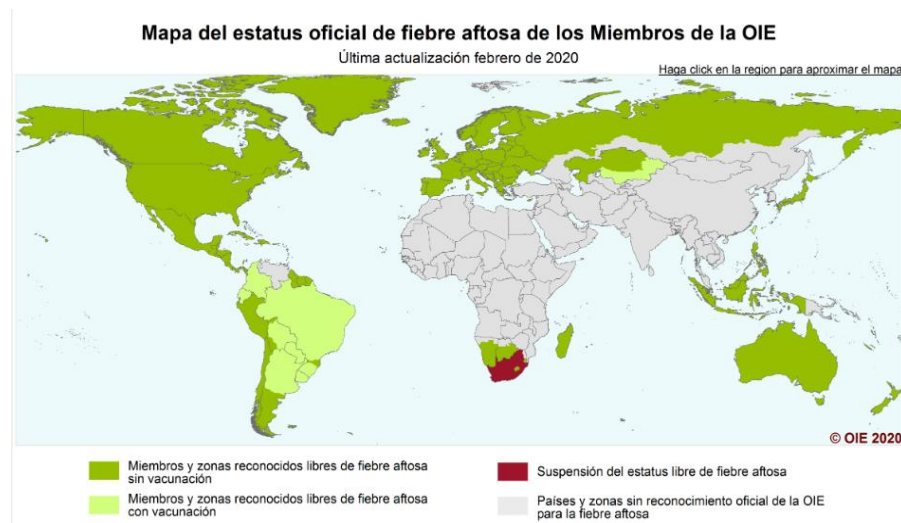 Mapa del estatus oficial de fiebre aftosa de los Miembros de la OIE
Última actualización febrero de 2020
Haga click en la region para aproximar el mapa
© OIE 2020
Miembros y zonas reconocidos libres de fiebre aftosa
sin vacunación
Miembros y zonas reconocidos libres de fiebre aftosa
con vacunación
Suspensión del estatus libre de fiebre aftosa
Países y zonas sin reconocimiento oficial de la OIE
para la fiebre aftosa